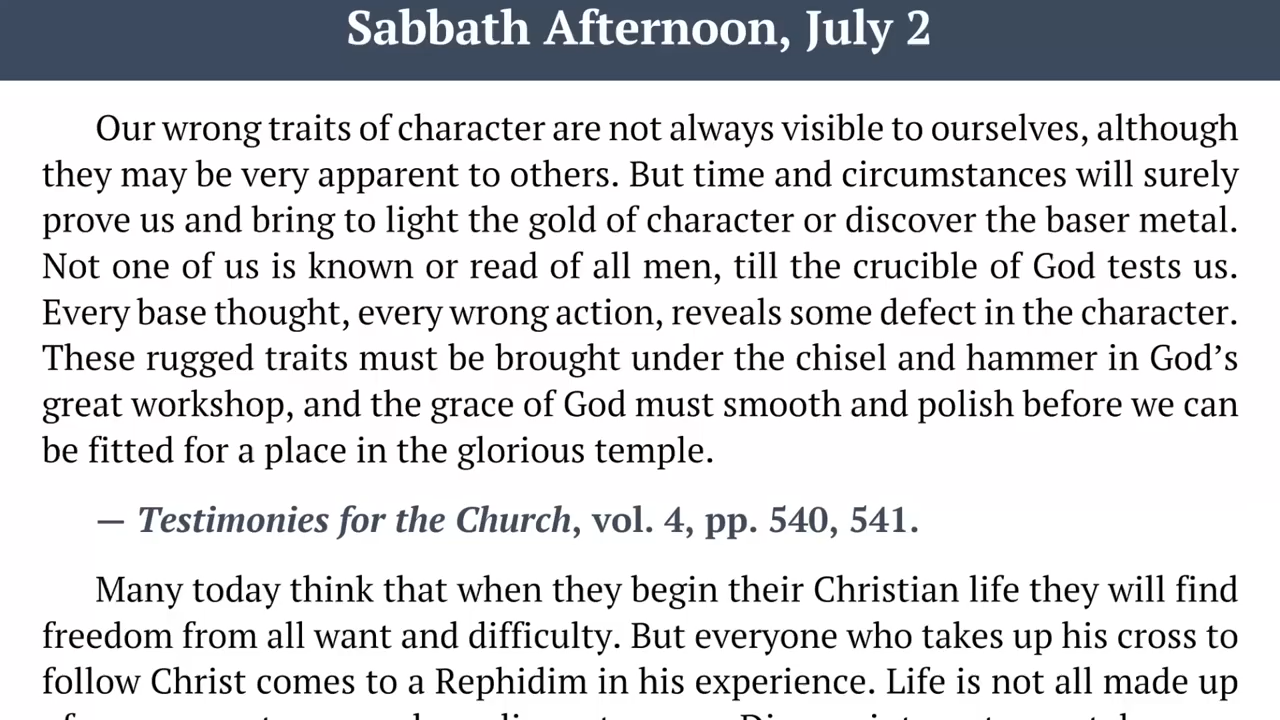 Sabbath Afternoon, July 2
Our wrong traits of character are not always visible to ourselves, although
they may be very apparent to others. But time and circumstances will surely
prove us and bring to light the gold of character or discover the baser metal.
Not one of us is known or read of all men, till the crucible of God tests us.
Every base thought, every wrong action, reveals some defect in the character.
These rugged traits must be brought under the chisel and hammer in God’s
great workshop, and the grace of God must smooth and polish before we can
be fitted for a place in the glorious temple.
— Testimonies for the Church, vol. 4, pp. 540, 541.
Many today think that when they begin their Christian life they will find
freedom from all want and difficulty. But everyone who takes up his cross to
follow Christ comes to a Rephidim in his experience. Life is not all made up